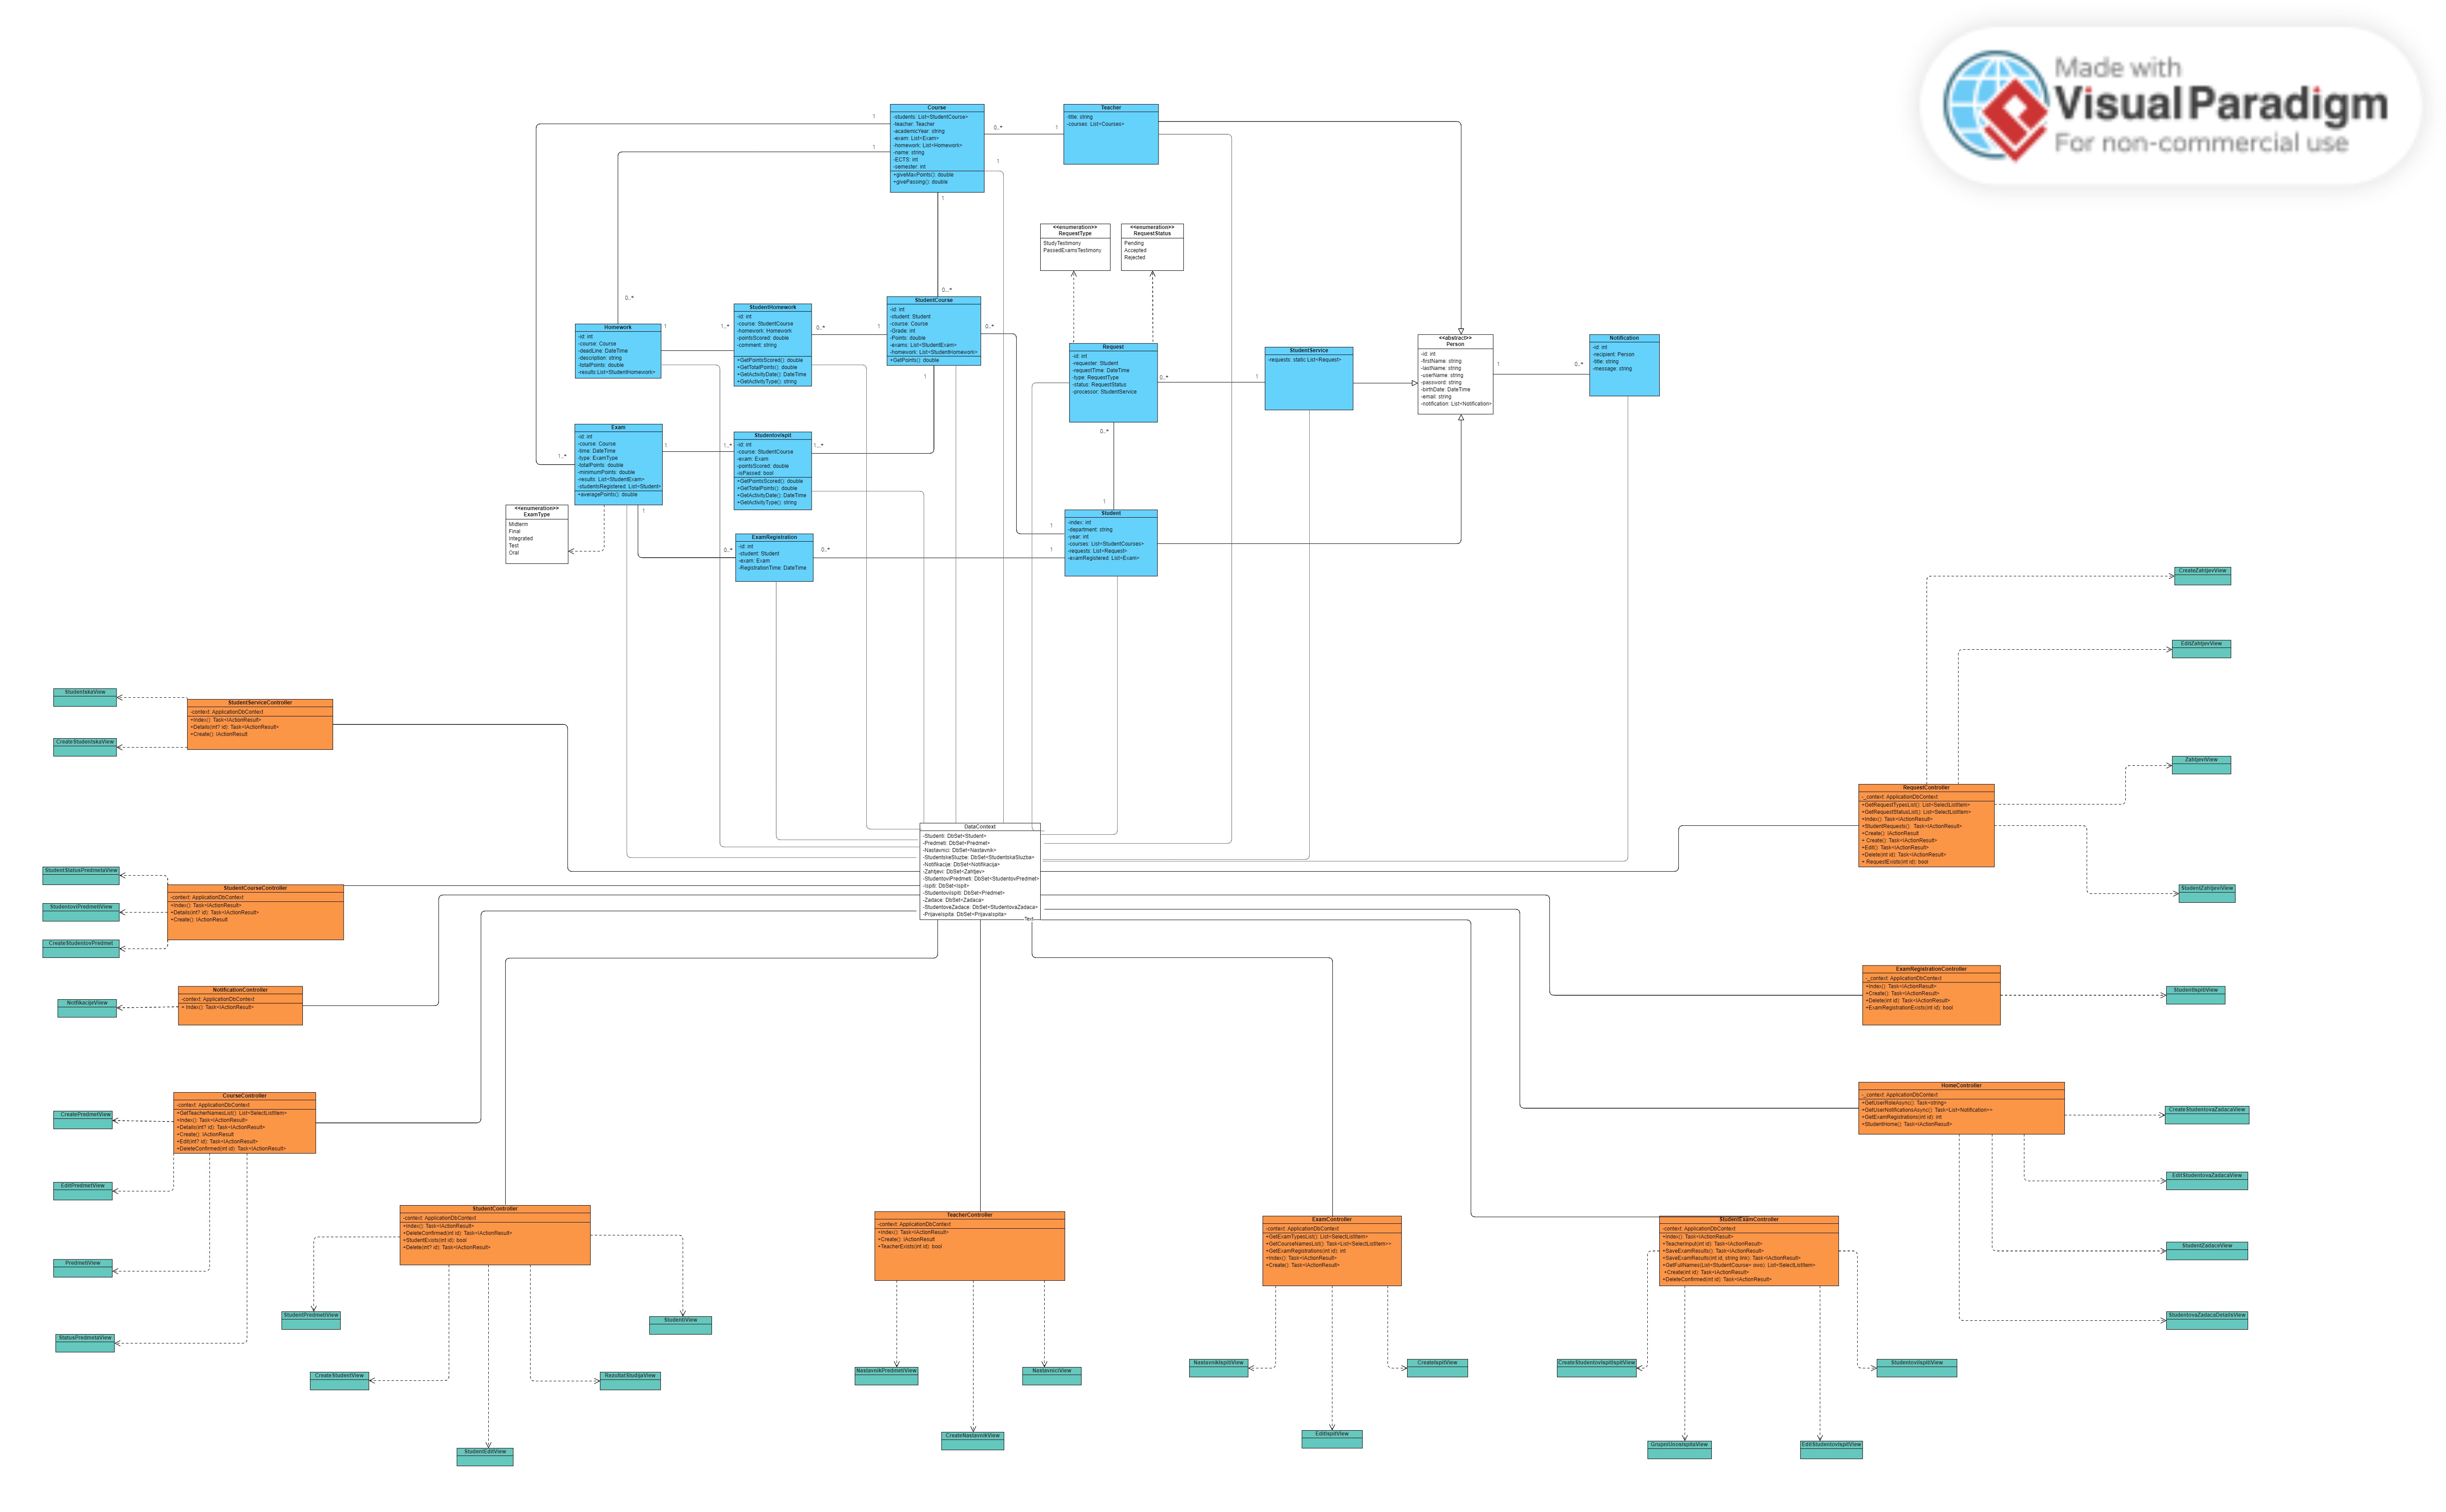 Made with
Visual Paradigm
For non-commercial use
Course
-students: List<StudentCourse>
-teacher: Teacher
-academicYear: string
-exam: List<Exam>
-homework: List<Homework>
-name: string
-ECTS: int
-semester: int
+giveMaxPoints(): double
+givePassing(): double
Teacher
-title: string
-courses: List<Courses>
1
1
0..*
1
1
1
0..*
0..*
<<enumeration>>
RequestType
StudyTestimony
PassedExamsTestimony
<<enumeration>>
RequestStatus
Pending
Accepted
Rejected
Homework
-id: int
-course: Course
-deadLine: DateTime
-description: string
-totalPoints: double
-results:List<StudentHomework>
1
1..*
StudentHomework
-id: int
-course: StudentCourse
-homework: Homework
-pointsScored: double
-comment: string
+GetPointsScored(): double
+GetTotalPoints(): double
+GetActivityDate(): DateTime
+GetActivityType(): string
0..*
1
StudentCourse
-id: int
-student: Student
-course: Course
-Grade: int
-Points: double
-exams: List<StudentExam>
-homework: List<StudentHomework>
+GetPoints(): double
0..*
1
Request
-id: int
-requester: Student
-requestTime: DateTime
-type: RequestType
-status: RequestStatus
-processor: StudentService
0..*
1
0..*
1
StudentService
-requests: static List<Request>
<<abstract>>
Person
-id: int
-firstName: string
-lastName: string
-userName: string
-password: string
-birthDate: DateTime
-email: string
-notification: List<Notification>
1
0..*
Notification
-id: int
-recipient: Person
-title: string
-message: string
Exam
-id: int
-course: Course
-time: DateTime
-type: ExamType
-totalPoints: double
-minimumPoints: double
-results: List<StudentExam>
-studentsRegistered: List<Student>
+averagePoints(): double
1..*
1
1..*
StudentovIspit
-id: int
-course: StudentCourse
-exam: Exam
-pointsScored: double
-isPassed: bool
+GetPointsScored(): double
+GetTotalPoints(): double
+GetActivityDate(): DateTime
+GetActivityType(): string
1..*
<<enumeration>>
ExamType
Midterm
Final
Integrated
Test
Oral
1
0..*
ExamRegistration
-id: int
-student: Student
-exam: Exam
-RegistrationTime: DateTime
0..*
1
1
Student
-index: int
-department: string
-year: int
-courses: List<StudentCourses>
-requests: List<Request>
-examRegistered: List<Exam>
DataContext
-Studenti: DbSet<Student>
-Predmeti: DbSet<Predmet>
-Nastavnici: DbSet<Nastavnik>
-StudentskaSluzbe: DbSet<StudentskaSluzba>
-Notifikacije: DbSet<Notifikacija>
-Zahtjevi: DbSet<Zahtjev>
-StudentoviPredmeti: DbSet<StudentovPredmet>
-Ispiti: DbSet<Ispit>
-StudentoviIspiti: DbSet<Predmet>
-Zadace: DbSet<Zadaca>
-StudentoveZadace: DbSet<StudentovaZadaca>
-PrijaveIspita: DbSet<PrijavaIspita>
Text
StudentskaView
CreateStudentskaView
StudentServiceController
-context: ApplicationDbContext
+Index(): Task<IActionResult>
+Details(int? id): Task<IActionResult>
+Create(): IActionResult
StudentStatusPredmetaView
StudentoviPredmetiView
CreateStudentovPredmet
StudentCourseController
-context: ApplicationDbContext
+Index(): Task<IActionResult>
+Details(int? id): Task<IActionResult>
+Create(): IActionResult
NotifikacijeView
NotificationController
-context: ApplicationDbContext
+ Index(): Task<IActionResult>
CreatePredmetView
EditPredmetView
PredmetiView
StatusPredmetaView
CourseController
-context: ApplicationDbContext
+GetTeacherNamesList(): List<SelectListItem>
+Index(): Task<IActionResult>
+Details(int? id): Task<IActionResult>
+Create(): IActionResult
+Edit(int? id): Task<IActionResult>
+DeleteConfirmed(int id): Task<IActionResult>
StudentController
-context: ApplicationDbContext
+Index(): Task<IActionResult>
+DeleteConfirmed(int id): Task<IActionResult>
+StudentExists(int id): bool
+Delete(int? id): Task<IActionResult>
StudentPredmetiView
CreateStudentView
StudentEditView
RezultatStudijaView
StudentiView
TeacherController
-context: ApplicationDbContext
+Index(): Task<IActionResult>
+Create(): IActionResult
+TeacherExists(int id): bool
NastavnikPredmetiView
CreateNastavnikView
NastavniciView
ExamController
-context: ApplicationDbContext
+GetExamTypesList(): List<SelectListItem>
+GetCourseNamesList(): Task<List<SelectListItem>>
+GetExamRegistrations(int id): int
+Index(): Task<IActionResult>
+Create(): Task<IActionResult>
NastavnikIspitiView
EditIspitView
CreateIspitView
StudentExamController
-context: ApplicationDbContext
+Index(): Task<IActionResult>
+TeacherInput(int id): Task<IActionResult>
+SaveExamResults(): Task<IActionResult>
+SaveExamResults(int id, string link): Task<IActionResult>
+GetFullNames(List<StudentCourse> svei): List<SelectListItem>
+Create(int id): Task<IActionResult>
+DeleteConfirmed(int id): Task<IActionResult>
CreateStudentovIspitIspitView
GrupniUnosIspitaView
EditStudentovIspitView
StudentoviIspitiView
RequestController
-_context: ApplicationDbContext
+GetRequestTypesList(): List<SelectListItem>
+GetRequestStatusList(): List<SelectListItem>
+Index(): Task<IActionResult>
+StudentRequests(): Task<IActionResult>
+Create(): IActionResult
+ Create(): Task<IActionResult>
+Edit(): Task<IActionResult>
+Delete(int id): Task<IActionResult>
+ RequestExists(int id): bool
CreateZahtjevView
EditZahtjevView
ZahtjeviView
StudentZahtjeviView
ExamRegistrationController
-_context: ApplicationDbContext
+Index(): Task<IActionResult>
+Create(): Task<IActionResult>
+Delete(int id): Task<IActionResult>
+ExamRegistrationExists(int id): bool
StudentIspitiView
HomeController
-_context: ApplicationDbContext
+GetUserRoleAsync(): Task<string>
+GetUserNotificationsAsync(): Task<List<Notification>>
+GetExamRegistrations(int id): int
+StudentHome(): Task<IActionResult>
CreateStudentovaZadacaView
EditStudentovaZadacaView
StudentZadaceView
StudentovaZadacaDetailsView